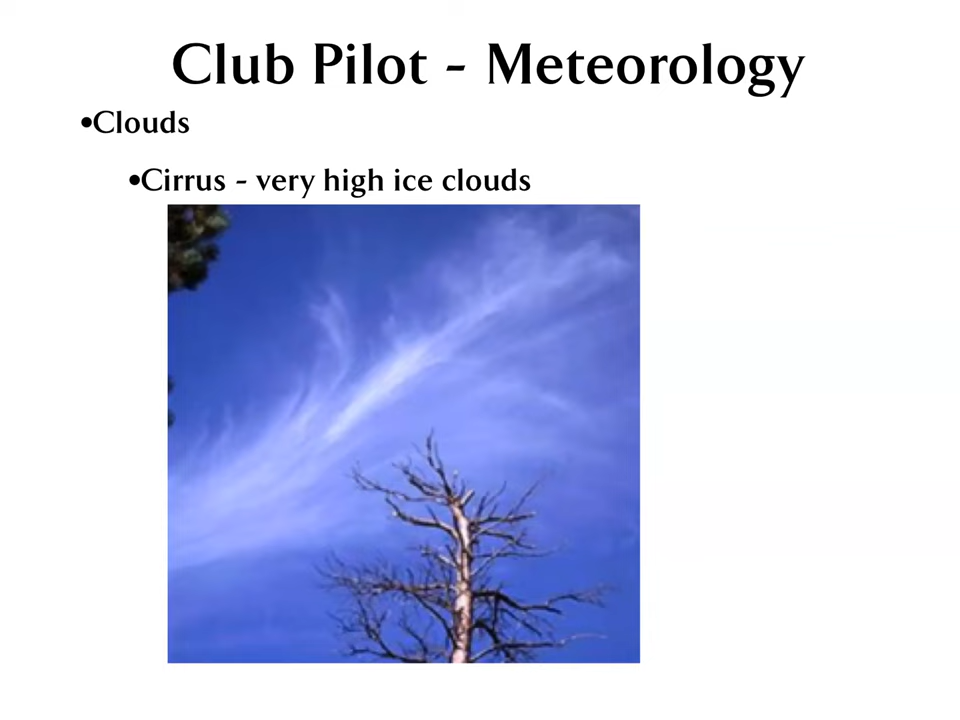 Club Pilot - Meteorology
•Clouds
•Cirrus - very high ice clouds